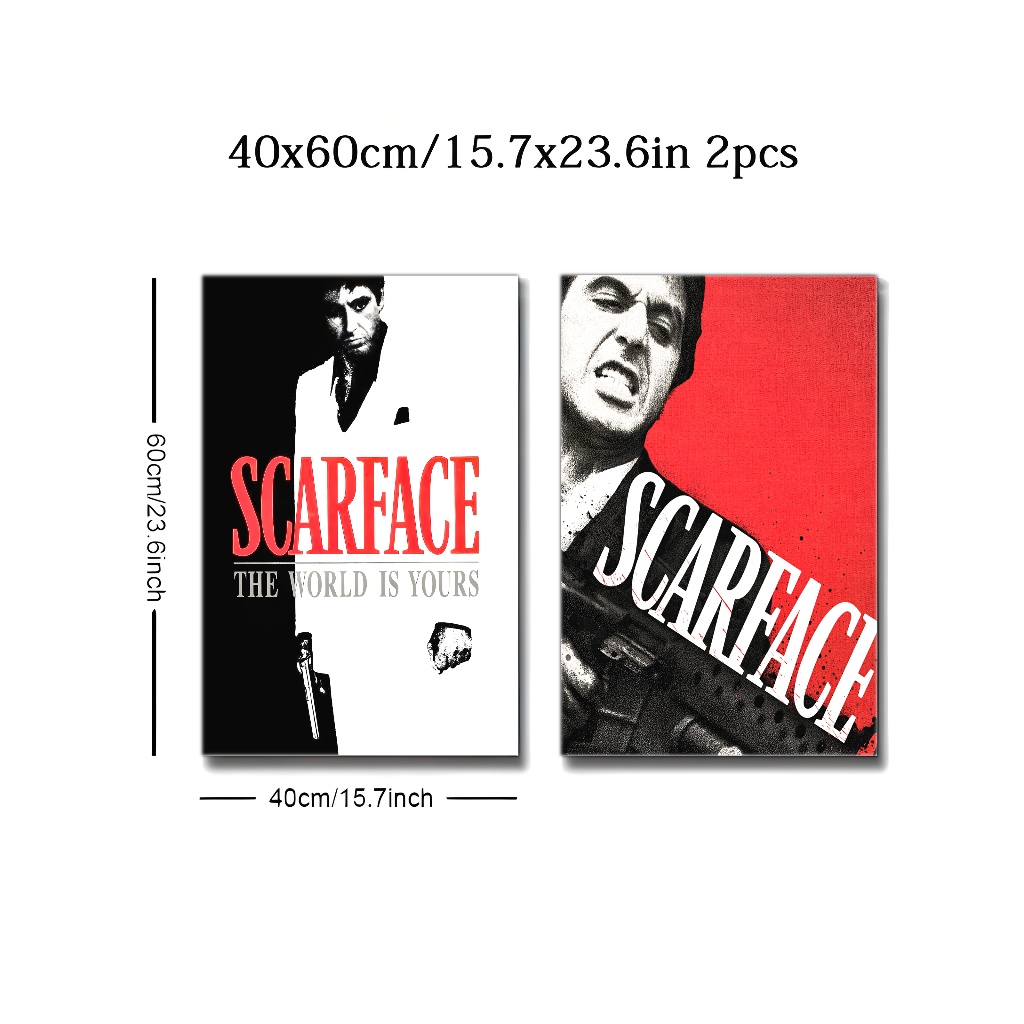 40x60cm/15.7x23.6in 2pcs
60cm/23.6inch
SCARFACE
THE WORLD IS YOURS
SCARFACE
40cm/15.7inch